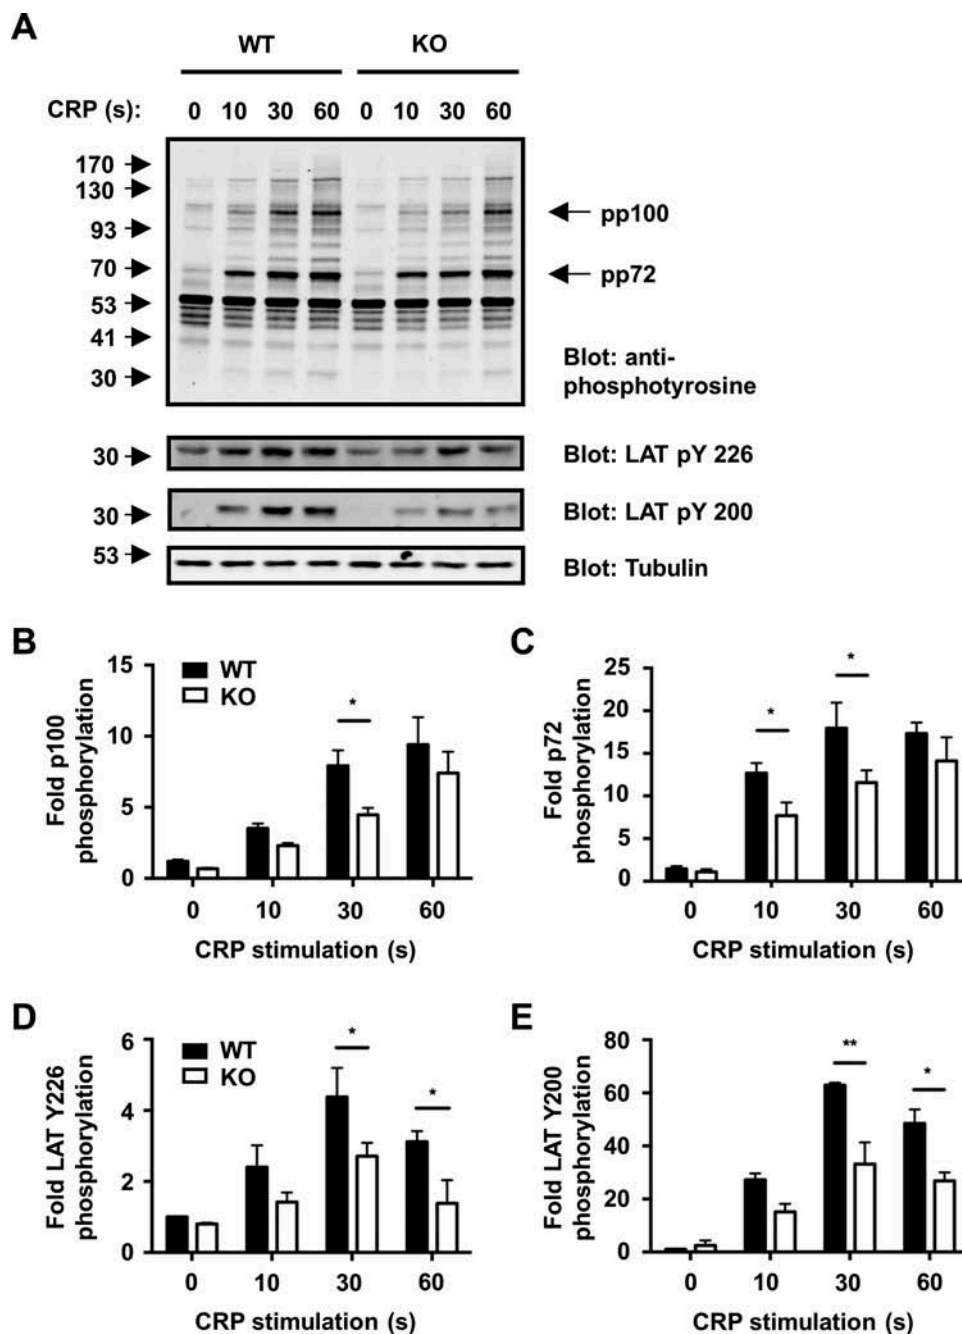 A
WT KO
CRP (s): 0 10 30 60 0 10 30 60
170
130
93
70
53
41
30
pp100
pp72
Blot: anti-
phosphotyrosine
30 Blot: LAT pY 226
30 Blot: LAT pY 200
53 Blot: Tubulin
B
Fold p100
phosphorylation
15
10
5
0
WT
KO
*
0 10 30 60
CRP stimulation (s)
C
Fold p72
phosphorylation
25
20
15
10
5
0
*
*
0 10 30 60
CRP stimulation (s)
D
Fold LAT Y226
phosphorylation
6
4
2
0
WT
KO
*
*
0 10 30 60
CRP stimulation (s)
E
Fold LAT Y200
phosphorylation
80
60
40
20
0
**
*
0 10 30 60
CRP stimulation (s)